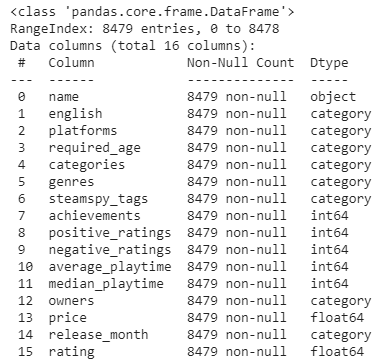 <class 'pandas.core.frame.DataFrame'>
RangeIndex: 8479 entries, 0 to 8478
Data columns (total 16 columns):
 #   Column            Non-Null Count  Dtype
---  ------            --------------  -----
 0   name              8479 non-null   object
 1   english           8479 non-null   category
 2   platforms         8479 non-null   category
 3   required_age      8479 non-null   category
 4   categories        8479 non-null   category
 5   genres            8479 non-null   category
 6   steamspy_tags     8479 non-null   category
 7   achievements      8479 non-null   int64
 8   positive_ratings  8479 non-null   int64
 9   negative_ratings  8479 non-null   int64
 10  average_playtime  8479 non-null   int64
 11  median_playtime   8479 non-null   int64
 12  owners            8479 non-null   category
 13  price             8479 non-null   float64
 14  release_month     8479 non-null   category
 15  rating            8479 non-null   float64